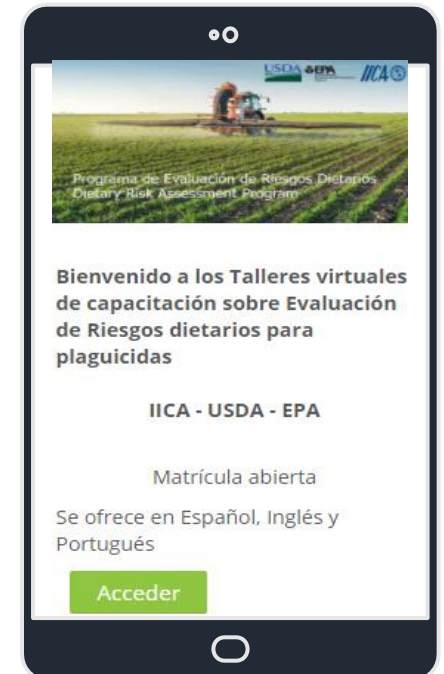 USDA EPA IICA
Programa de Evaluación de Riesgos Dietarios
Dietary Risk Assessment Program
Bienvenido a los Talleres virtuales
de capacitación sobre Evaluación
de Riesgos dietarios para
plaguicidas
IICA - USDA - EPA
Matrícula abierta
Se ofrece en Español, Inglés y
Portugués
Acceder